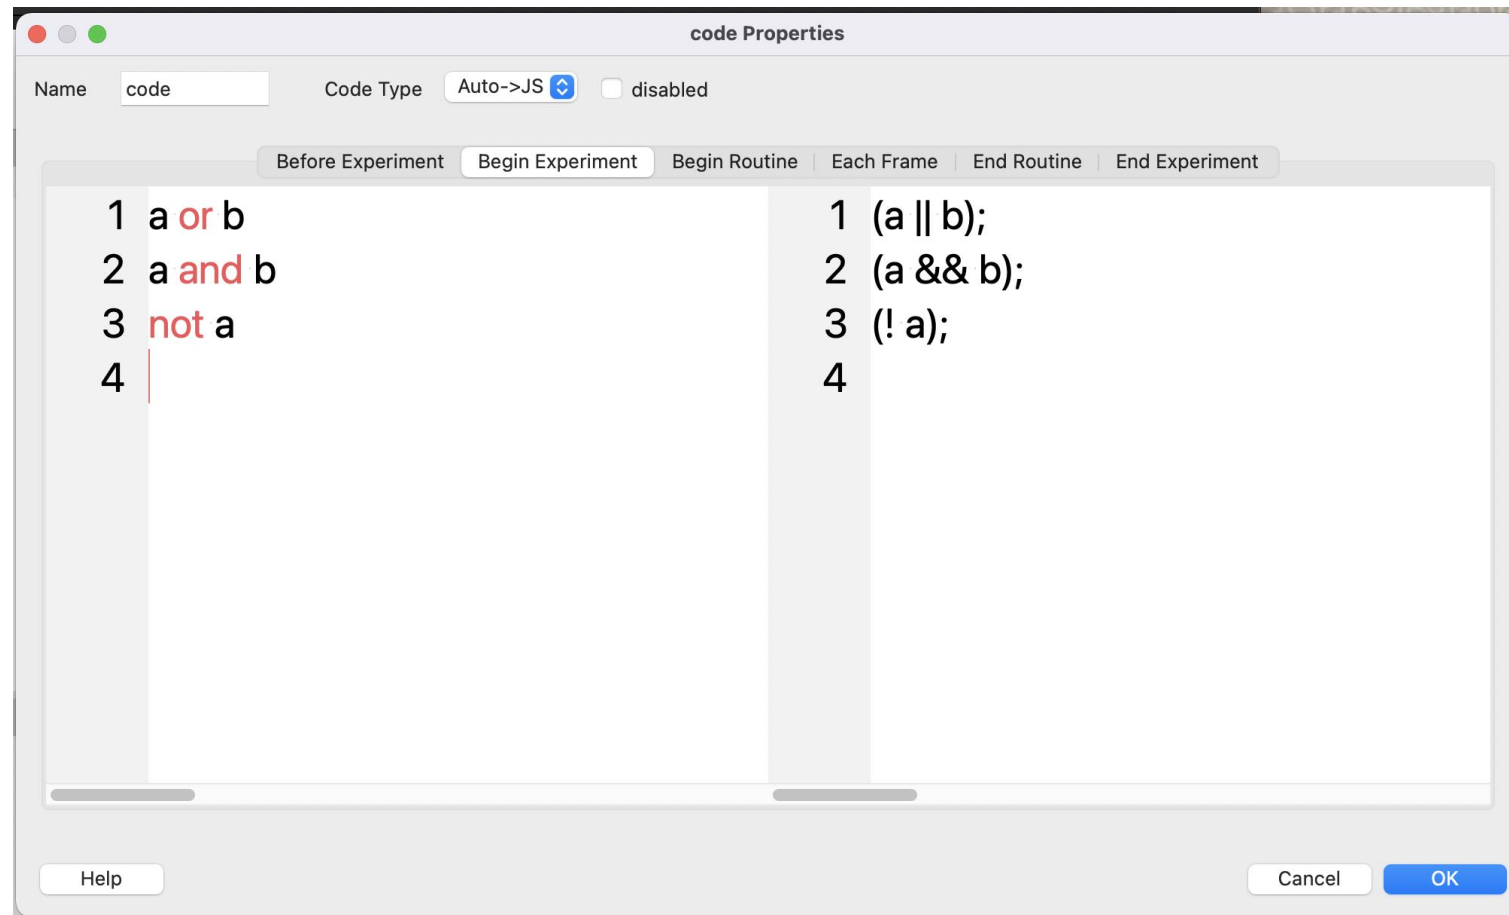 code Properties
Name code Code Type Auto->JS disabled
Before Experiment Begin Experiment Begin Routine Each Frame End Routine End Experiment
1 a or b
2 a and b
3 not a
4
1 (a || b);
2 (a && b);
3 (! a);
4
Help Cancel OK